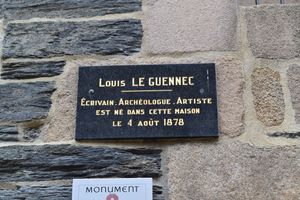 LOUIS LE GUENNEC
ÉCRIVAIN. ARCHÉOLOGUE. ARTISTE
EST NÉ DANS CETTE MAISON
LE 4 AOÛT 1878
MONUMENT